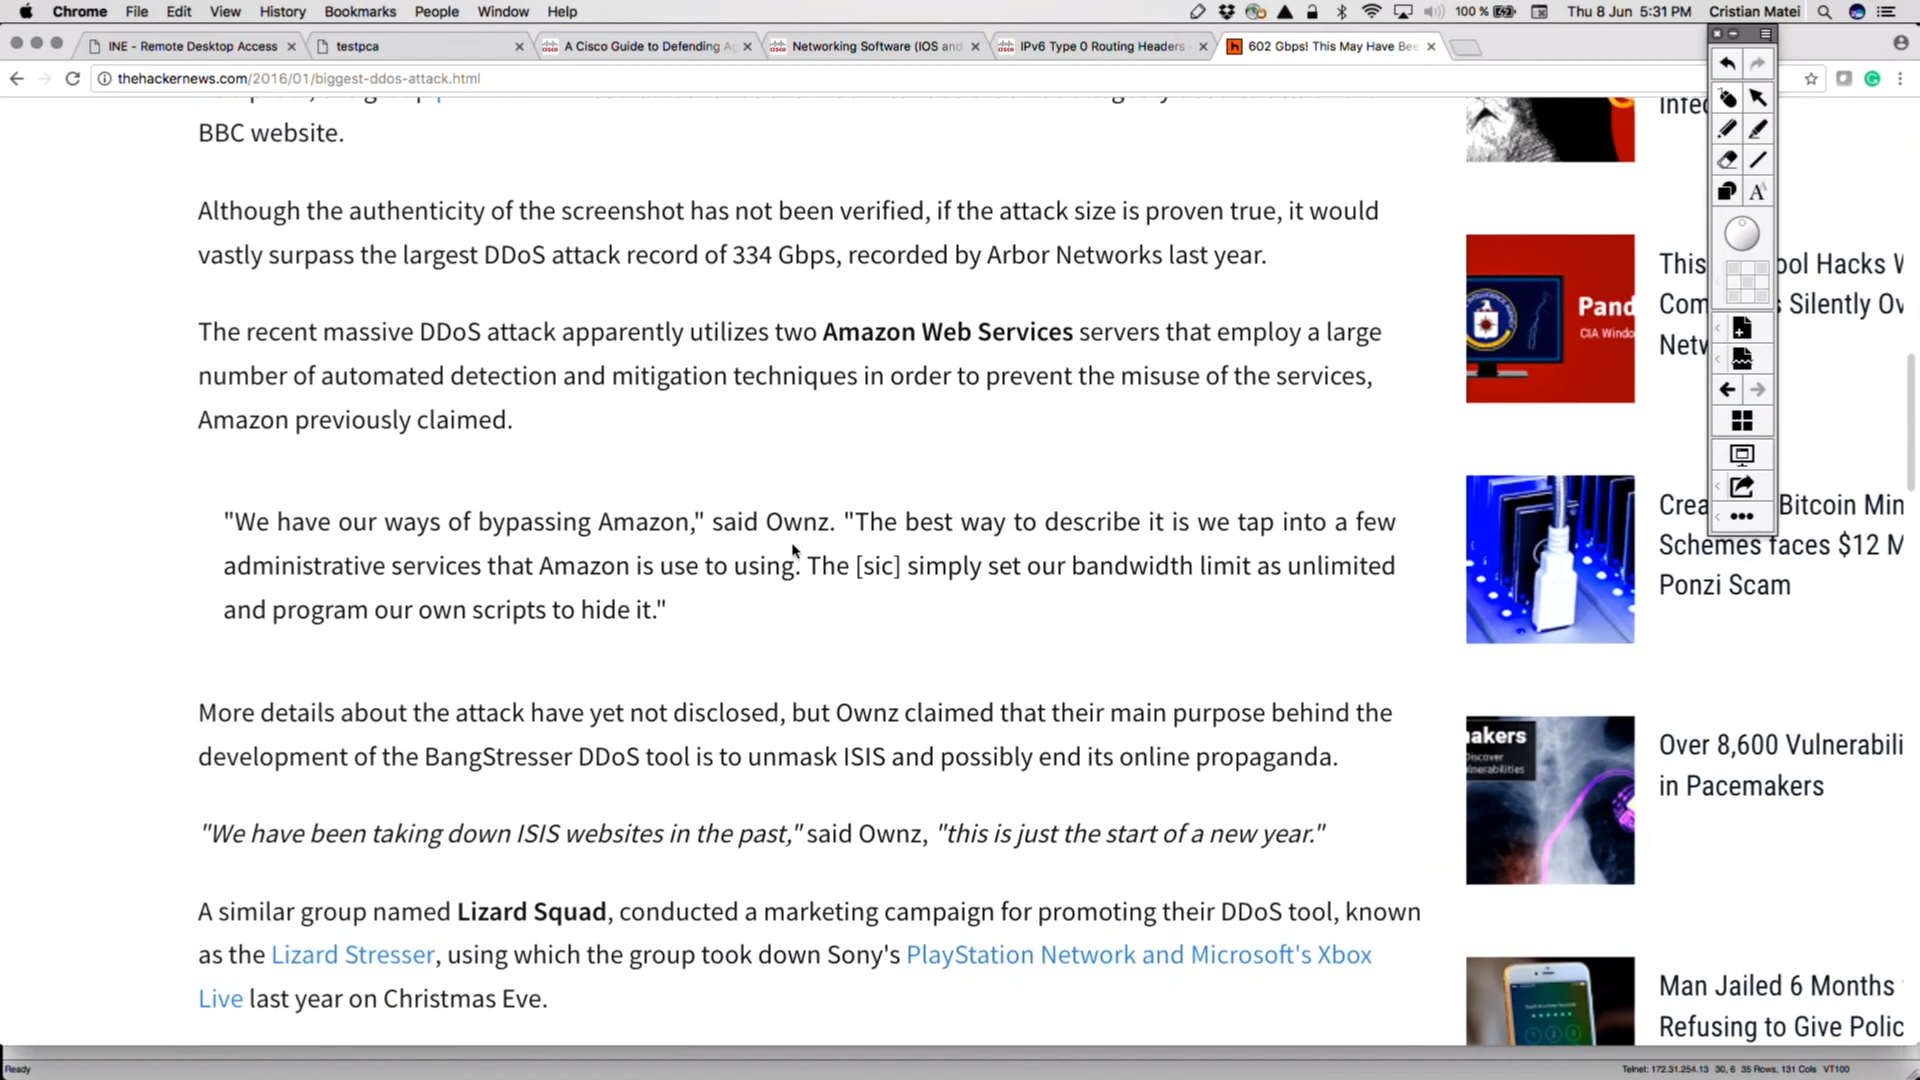 Chrome File Edit View History Bookmarks People Window Help 100 % Thu 8 Jun 5:31 PM Cristian Matei
INE - Remote Desktop Access testpca A Cisco Guide to Defending Networking Software (IOS and IPv6 Type 0 Routing Headers 602 Gbps! This May Have Bee
thehackernews.com/2016/01/biggest-ddos-attack.html
BBC website.
Although the authenticity of the screenshot has not been verified, if the attack size is proven true, it would
vastly surpass the largest DDoS attack record of 334 Gbps, recorded by Arbor Networks last year.
The recent massive DDoS attack apparently utilizes two Amazon Web Services servers that employ a large
number of automated detection and mitigation techniques in order to prevent the misuse of the services,
Amazon previously claimed.
"We have our ways of bypassing Amazon," said Ownz. "The best way to describe it is we tap into a few
administrative services that Amazon is use to using. The [sic] simply set our bandwidth limit as unlimited
and program our own scripts to hide it."
More details about the attack have yet not disclosed, but Ownz claimed that their main purpose behind the
development of the BangStresser DDoS tool is to unmask ISIS and possibly end its online propaganda.
"We have been taking down ISIS websites in the past," said Ownz, "this is just the start of a new year."
A similar group named Lizard Squad, conducted a marketing campaign for promoting their DDoS tool, known
as the Lizard Stresser, using which the group took down Sony's PlayStation Network and Microsoft's Xbox
Live last year on Christmas Eve.
Infec
Pand
CIA Windo
This ool Hacks W
Com s Silently Ov
Netw
Crea Bitcoin Min
Schemes faces $12 M
Ponzi Scam
akers
Discover
Over 8,600 Vulnerabili
in Pacemakers
Man Jailed 6 Months
Refusing to Give Polic
Ready Telnet: 172.31.254.13 30, 6 35 Rows, 131 Cols VT100